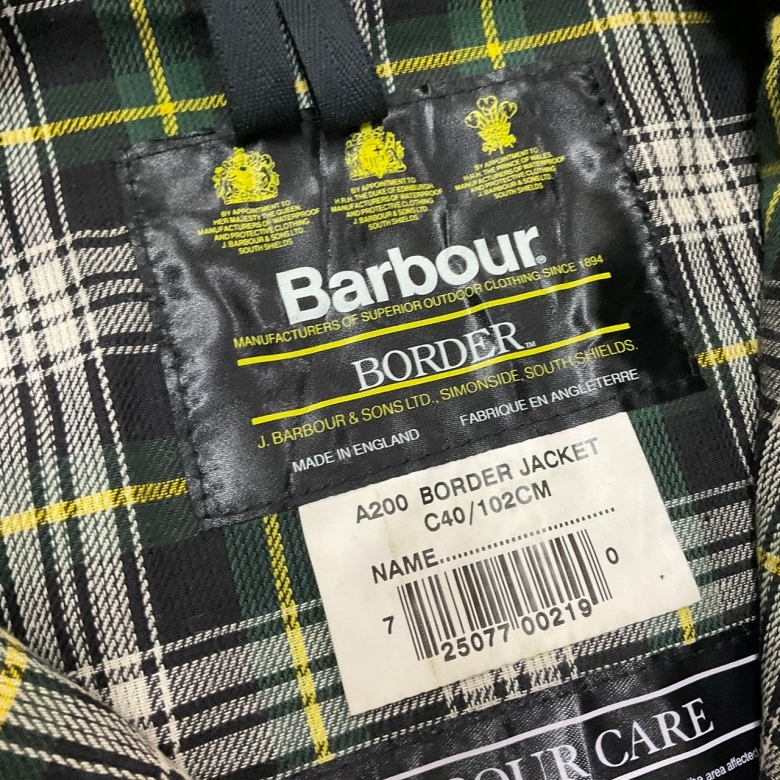 BY APPOINTMENT TO
HER MAJESTY THE QUEEN
MANUFACTURERS OF WATERPROOF
AND PROTECTIVE CLOTHING
J. BARBOUR & SONS LTD.
SOUTH SHIELDS
BY APPOINTMENT TO
H.R.H. THE DUKE OF EDINBURGH
MANUFACTURERS OF WATERPROOF
AND PROTECTIVE CLOTHING
J. BARBOUR & SONS LTD.
SOUTH SHIELDS
BY APPOINTMENT TO
H.R.H. THE PRINCE OF WALES
MANUFACTURERS OF WATERPROOF
AND PROTECTIVE CLOTHING
J. BARBOUR & SONS LTD.
SOUTH SHIELDS
Barbour®
MANUFACTURERS OF SUPERIOR OUTDOOR CLOTHING SINCE 1894
BORDER™
J. BARBOUR & SONS LTD., SIMONSIDE, SOUTH SHIELDS.
MADE IN ENGLAND FABRIQUE EN ANGLETERRE
A200 BORDER JACKET
C40/102CM
NAME..............................
7 25077 00219 0
OUR CARE
the area affected